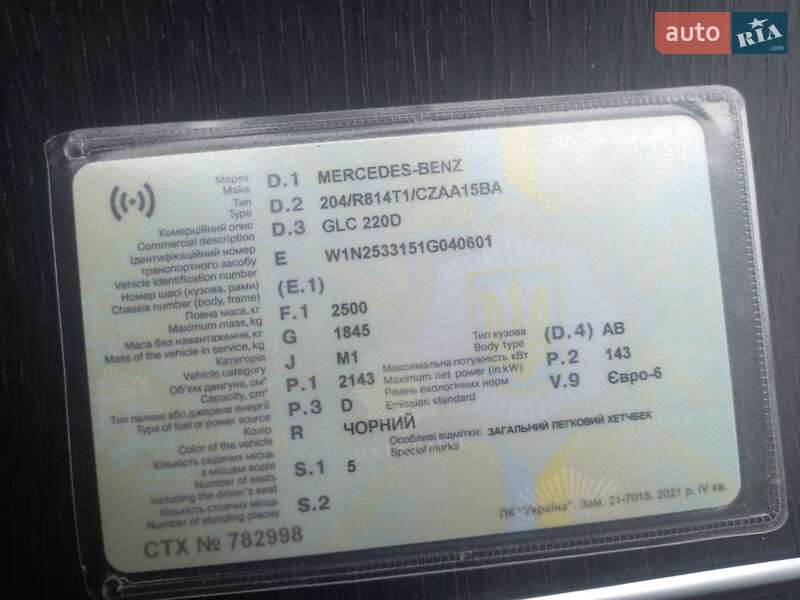 auto RIA
.com
Марка D.1 MERCEDES-BENZ
Make
Тип D.2 204/R814T1/CZAA15BA
Type
Комерційний опис D.3 GLC 220D
Commercial description
Ідентифікаційний номер
транспортного засобу E W1N2533151G040601
Vehicle identification number
Номер шасі (кузова, рами) (E.1)
Chassis number (body, frame)
Повна маса, кг F.1 2500
Maximum mass, kg
Маса без навантаження, кг G 1845
Mass of the vehicle in service, kg
Тип кузова (D.4) АВ
Body type
Категорія J M1
Vehicle category
Максимальна потужність кВт P.2 143
Maximum net power (in kW)
Об'єм двигуна, см³ P.1 2143
Capacity, cm³
Рівень екологічних норм V.9 Євро-6
Emission standard
Тип палива або джерела енергії P.3 D
Type of fuel or power source
Колір R ЧОРНИЙ
Color of the vehicle
Особливі відмітки: ЗАГАЛЬНИЙ ЛЕГКОВИЙ ХЕТЧБЕК
Special marks
Кількість сидячих місць
з місцем водія S.1 5
Number of seats
including the driver's seat
Кількість стоячих місць S.2
Number of standing places
СТХ № 782998
ПК "Україна". Зам. 21-7015. 2021 р. IV кв.